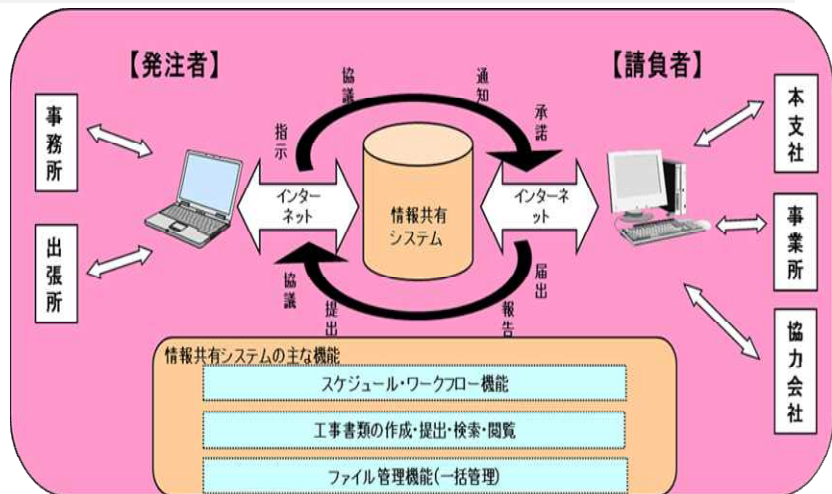 【発注者】
【請負者】
事務所
出張所
指示
協議
通知
承諾
インター
ネット
情報共有
システム
インターネ
ット
協議
提出
報告
届出
本支社
事業所
協力会社
情報共有システムの主な機能
スケジュール・ワークフロー機能
工事書類の作成・提出・検索・閲覧
ファイル管理機能(一括管理)